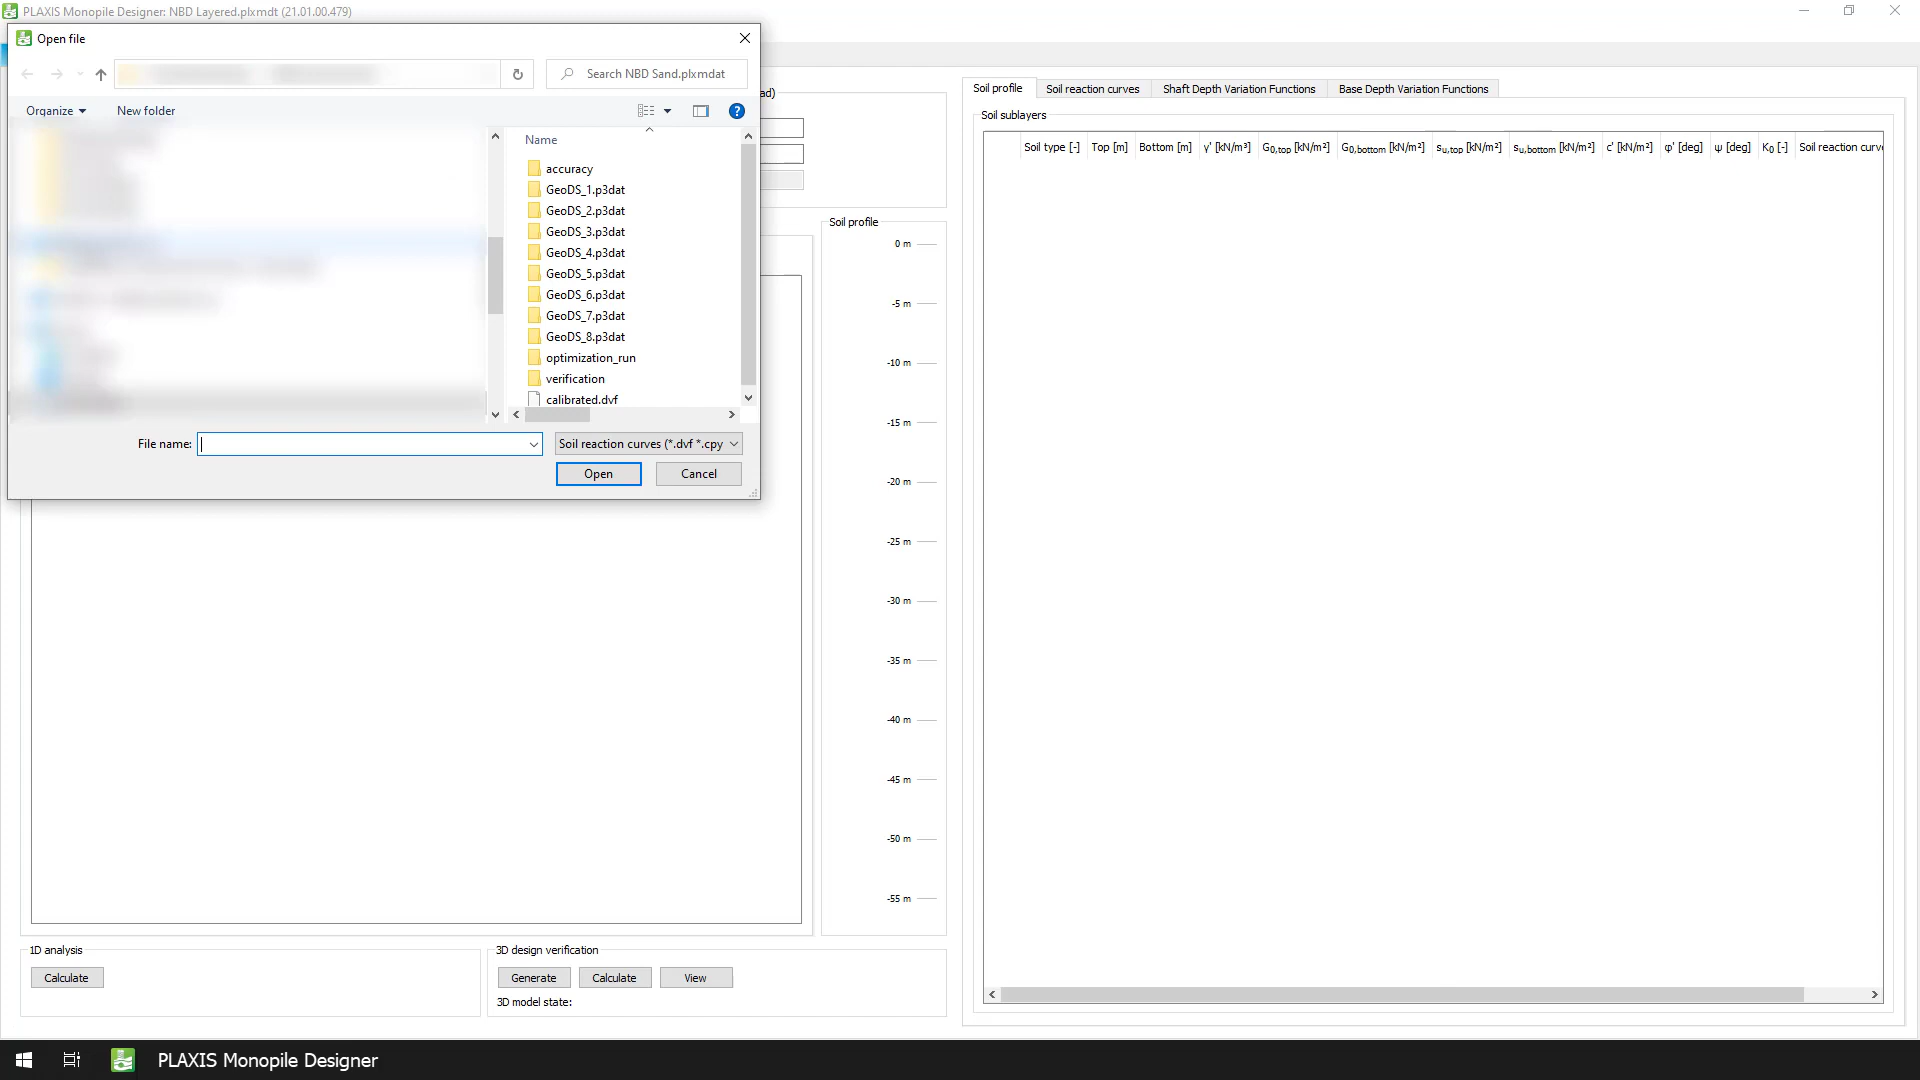 PLAXIS Monopile Designer: NBD Layered.plxmdt (21.01.00.479)
Open file
Search NBD Sand.plxmdat
Organize
New folder
Name
accuracy
GeoDS_1.p3dat
GeoDS_2.p3dat
GeoDS_3.p3dat
GeoDS_4.p3dat
GeoDS_5.p3dat
GeoDS_6.p3dat
GeoDS_7.p3dat
GeoDS_8.p3dat
optimization_run
verification
calibrated.dvf
File name:
Soil reaction curves (*.dvf *.cpy
Open
Cancel
ad)
Soil profile
0 m
-5 m
-10 m
-15 m
-20 m
-25 m
-30 m
-35 m
-40 m
-45 m
-50 m
-55 m
Soil profile Soil reaction curves Shaft Depth Variation Functions Base Depth Variation Functions
Soil sublayers
Soil type [-] Top [m] Bottom [m] γ' [kN/m³] G₀,top [kN/m²] G₀,bottom [kN/m²] su,top [kN/m²] su,bottom [kN/m²] c' [kN/m²] φ' [deg] ψ [deg] K₀ [-] Soil reaction curve
1D analysis
Calculate
3D design verification
Generate Calculate View
3D model state:
PLAXIS Monopile Designer